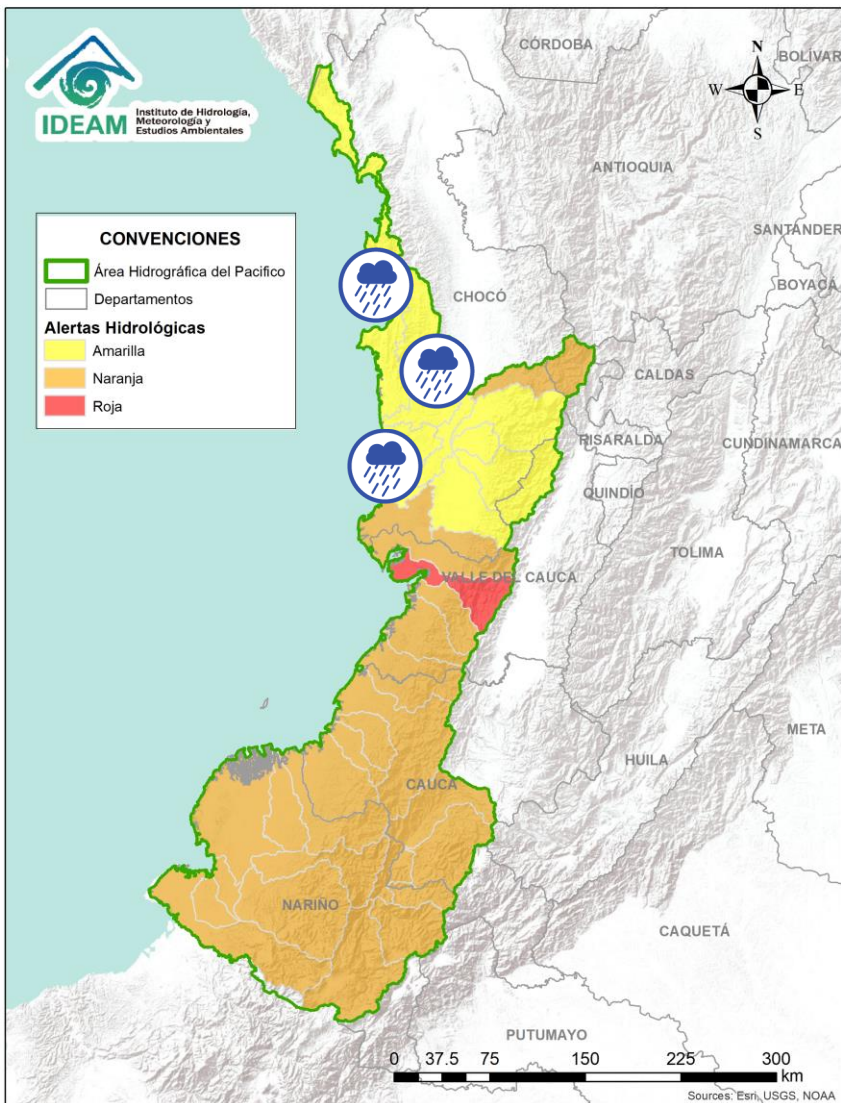 IDEAM
Instituto de Hidrología,
Meteorología y
Estudios Ambientales
CÓRDOBA
BOLÍVAR
N
W
E
S
ANTIOQUIA
SANTANDER
BOYACÁ
CONVENCIONES
Área Hidrográfica del Pacifico
Departamentos
Alertas Hidrológicas
Amarilla
Naranja
Roja
CHOCÓ
CALDAS
RISARALDA
CUNDINAMARCA
QUINDÍO
TOLIMA
VALLE DEL CAUCA
META
HUILA
CAUCA
NARIÑO
CAQUETÁ
PUTUMAYO
0 37.5 75 150 225 300
km
Sources: Esri, USGS, NOAA